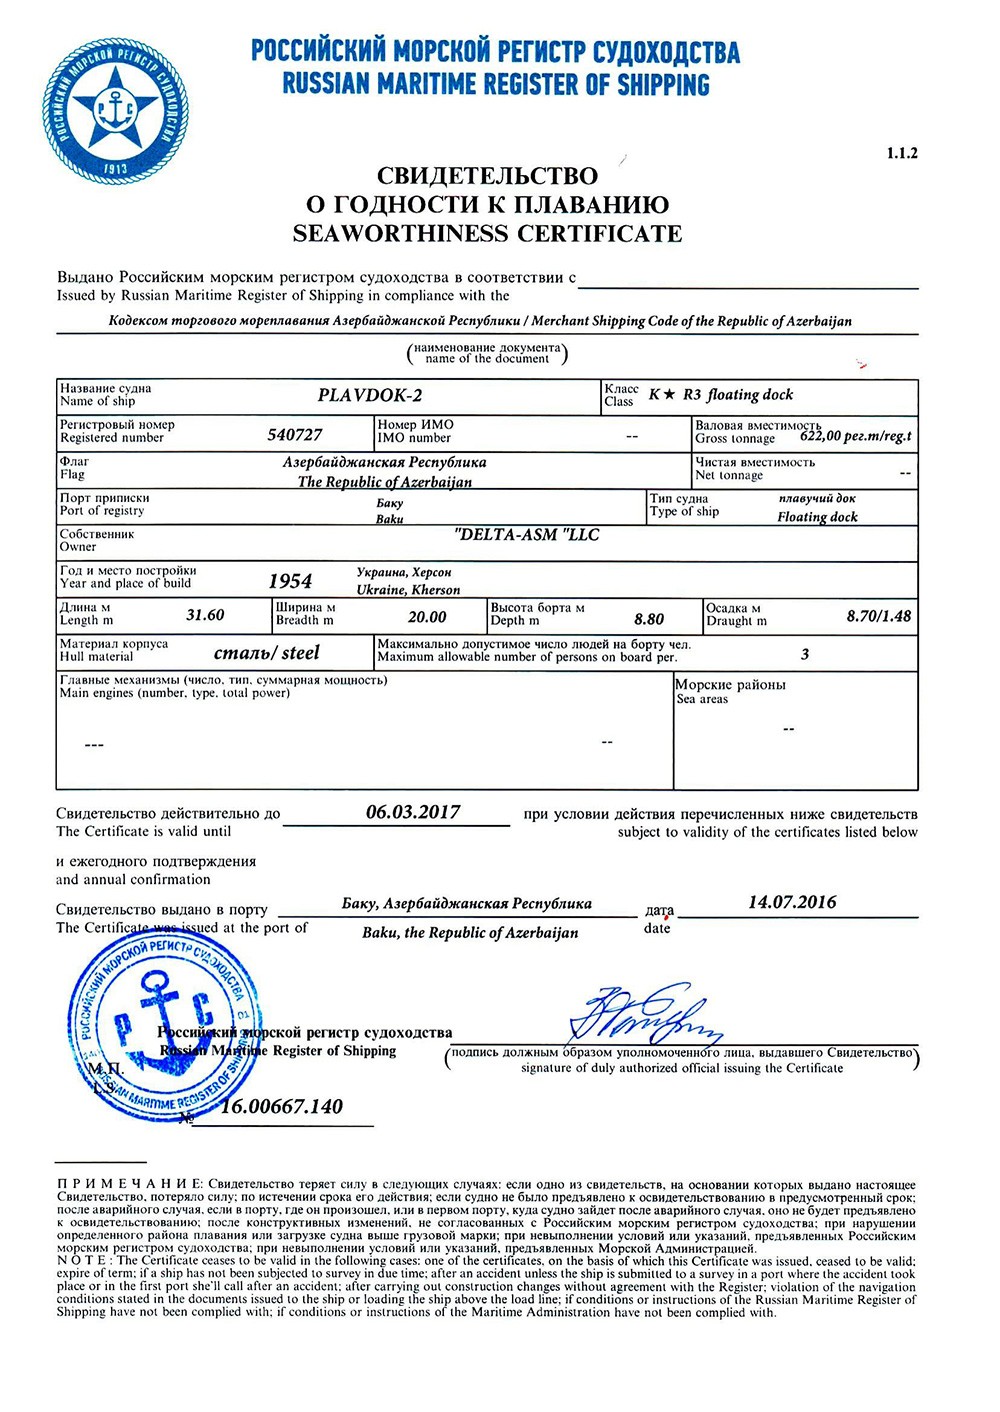 РОССИЙСКИЙ МОРСКОЙ РЕГИСТР СУДОХОДСТВА
RUSSIAN MARITIME REGISTER OF SHIPPING
РОССИЙСКИЙ МОРСКОЙ РЕГИСТР СУДОХОДСТВА
Р С
1913
1.1.2
СВИДЕТЕЛЬСТВО
О ГОДНОСТИ К ПЛАВАНИЮ
SEAWORTHINESS CERTIFICATE
Выдано Российским морским регистром судоходства в соответствии с
Issued by Russian Maritime Register of Shipping in compliance with the
Кодексом торгового мореплавания Азербайджанской Республики / Merchant Shipping Code of the Republic of Azerbaijan
(наименование документа)
name of the document
Название судна PLAVDOK-2 Класс K ★ R3 floating dock
Name of ship Class
Регистровый номер 540727 Номер ИМО -- Валовая вместимость
Registered number IMO number Gross tonnage 622,00 рег.т/reg.t
Флаг Азербайджанская Республика Чистая вместимость
Flag The Republic of Azerbaijan Net tonnage --
Порт приписки Баку Тип судна плавучий док
Port of registry Baku Type of ship Floating dock
Собственник "DELTA-ASM "LLC
Owner
Год и место постройки 1954 Украина, Херсон
Year and place of build Ukraine, Kherson
Длина м 31.60 Ширина м 20.00 Высота борта м 8.80 Осадка м 8.70/1.48
Length m Breadth m Depth m Draught m
Материал корпуса сталь/ steel Максимально допустимое число людей на борту чел. 3
Hull material Maximum allowable number of persons on board per.
Главные механизмы (число, тип, суммарная мощность) Морские районы
Main engines (number, type, total power) Sea areas
--- -- --
Свидетельство действительно до 06.03.2017 при условии действия перечисленных ниже свидетельств
The Certificate is valid until subject to validity of the certificates listed below
и ежегодного подтверждения
and annual confirmation
Свидетельство выдано в порту Баку, Азербайджанская Республика дата 14.07.2016
The Certificate was issued at the port of Baku, the Republic of Azerbaijan date
РОССИЙСКИЙ МОРСКОЙ РЕГИСТР СУДОХОДСТВА
Р С
RUSSIAN MARITIME REGISTER OF SHIPPING
Российский морской регистр судоходства
Russian Maritime Register of Shipping
(подпись должным образом уполномоченного лица, выдавшего Свидетельство)
signature of duly authorized official issuing the Certificate
М.П.
L.S.
№ 16.00667.140
П Р И М Е Ч А Н И Е: Свидетельство теряет силу в следующих случаях: если одно из свидетельств, на основании которых выдано настоящее
Свидетельство, потеряло силу; по истечении срока его действия; если судно не было предъявлено к освидетельствованию в предусмотренный срок;
после аварийного случая, если в порту, где он произошел, или в первом порту, куда судно зайдет после аварийного случая, оно не будет предъявлено
к освидетельствованию; после конструктивных изменений, не согласованных с Российским морским регистром судоходства; при нарушении
определенного района плавания или загрузке судна выше грузовой марки; при невыполнении условий или указаний, предъявленных Российским
морским регистром судоходства; при невыполнении условий или указаний, предъявленных Морской Администрацией.
N O T E : The Certificate ceases to be valid in the following cases: one of the certificates, on the basis of which this Certificate was issued, ceased to be valid;
expire of term; if a ship has not been subjected to survey in due time; after an accident unless the ship is submitted to a survey in a port where the accident took
place or in the first port she'll call after an accident; after carrying out construction changes without agreement with the Register; violation of the navigation
conditions stated in the documents issued to the ship or loading the ship above the load line; if conditions or instructions of the Russian Maritime Register of
Shipping have not been complied with; if conditions or instructions of the Maritime Administration have not been complied with.